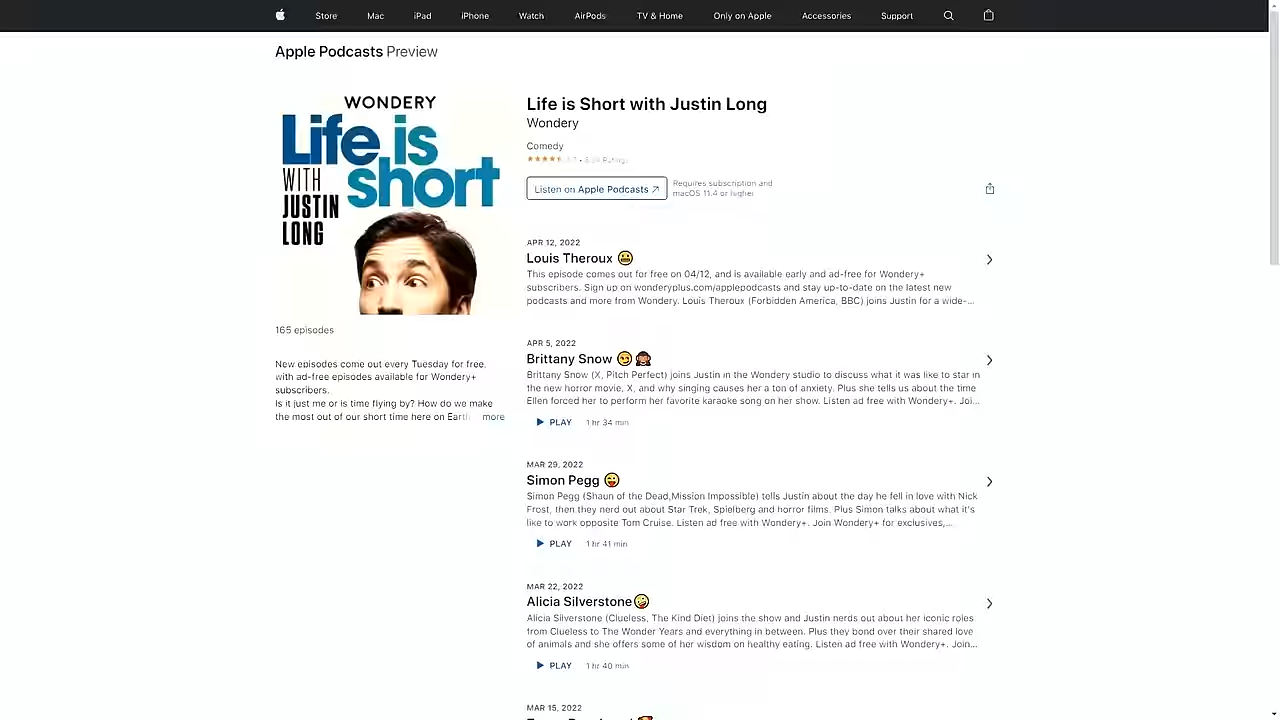 Store Mac iPad iPhone Watch AirPods TV & Home Only on Apple Accessories Support
Apple Podcasts Preview
WONDERY
Life is
short
WITH
JUSTIN
LONG
165 episodes
New episodes come out every Tuesday for free,
with ad-free episodes available for Wondery+
subscribers.
Is it just me or is time flying by? How do we make
the most out of our short time here on Earth more
Life is Short with Justin Long
Wondery
Comedy
Ratings
Listen on Apple Podcasts ↗
Requires subscription and
macOS 11.4 or higher
APR 12, 2022
Louis Theroux 😬
This episode comes out for free on 04/12, and is available early and ad-free for Wondery+
subscribers. Sign up on wonderyplus.com/applepodcasts and stay up-to-date on the latest new
podcasts and more from Wondery. Louis Theroux (Forbidden America, BBC) joins Justin for a wide-...
APR 5, 2022
Brittany Snow 😏🙊
Brittany Snow (X, Pitch Perfect) joins Justin in the Wondery studio to discuss what it was like to star in
the new horror movie, X, and why singing causes her a ton of anxiety. Plus she tells us about the time
Ellen forced her to perform her favorite karaoke song on her show. Listen ad free with Wondery+. Joi...
PLAY 1 hr 34 min
MAR 29, 2022
Simon Pegg 😜
Simon Pegg (Shaun of the Dead,Mission Impossible) tells Justin about the day he fell in love with Nick
Frost, then they nerd out about Star Trek, Spielberg and horror films. Plus Simon talks about what it's
like to work opposite Tom Cruise. Listen ad free with Wondery+. Join Wondery+ for exclusives,...
PLAY 1 hr 41 min
MAR 22, 2022
Alicia Silverstone🤪
Alicia Silverstone (Clueless, The Kind Diet) joins the show and Justin nerds out about her iconic roles
from Clueless to The Wonder Years and everything in between. Plus they bond over their shared love
of animals and she offers some of her wisdom on healthy eating. Listen ad free with Wondery+. Join...
PLAY 1 hr 40 min
MAR 15, 2022